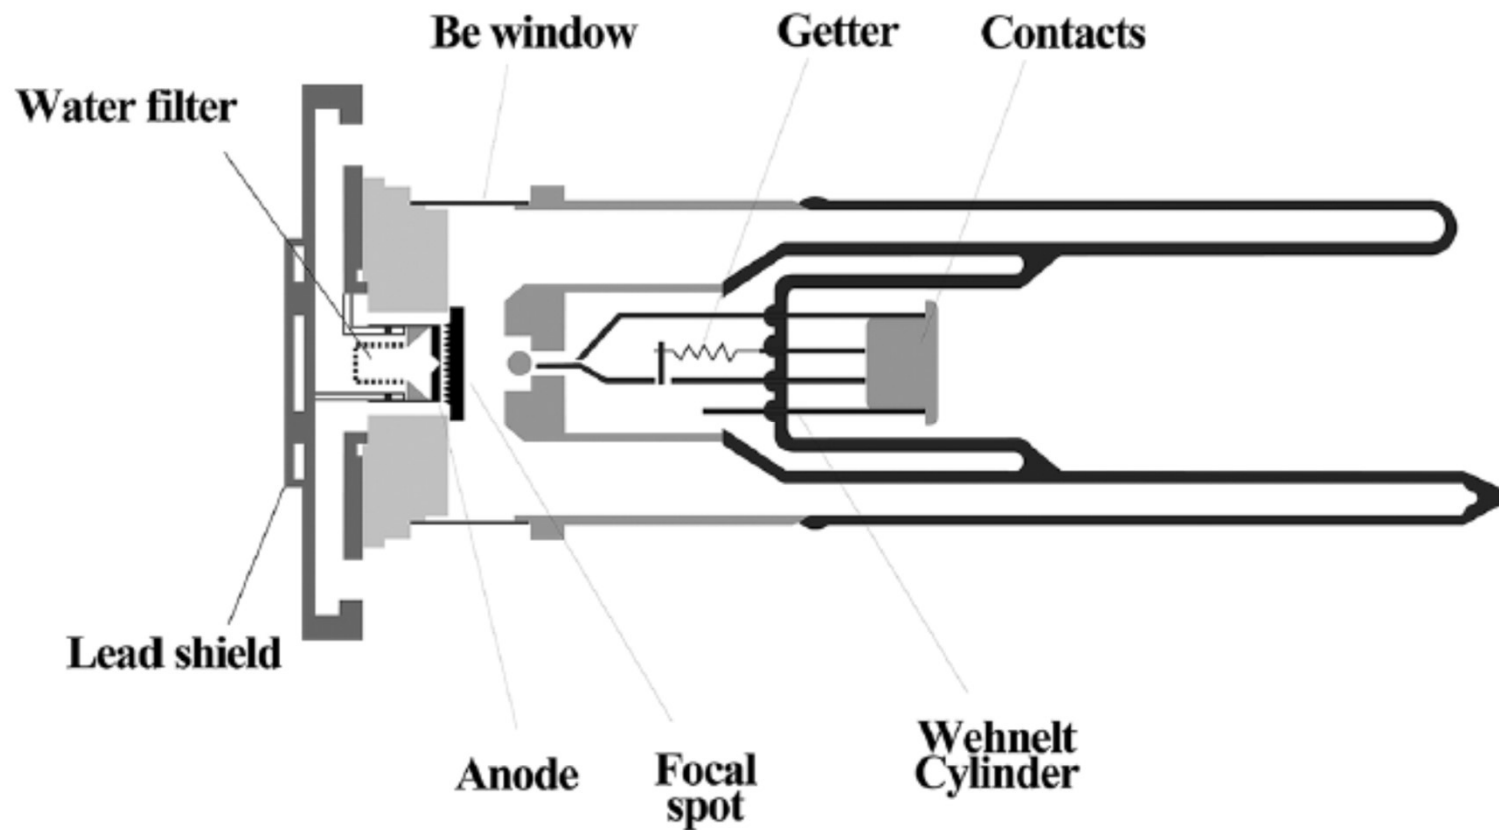 Be window
Getter
Contacts
Water filter
Lead shield
Anode
Focal
spot
Wehnelt
Cylinder